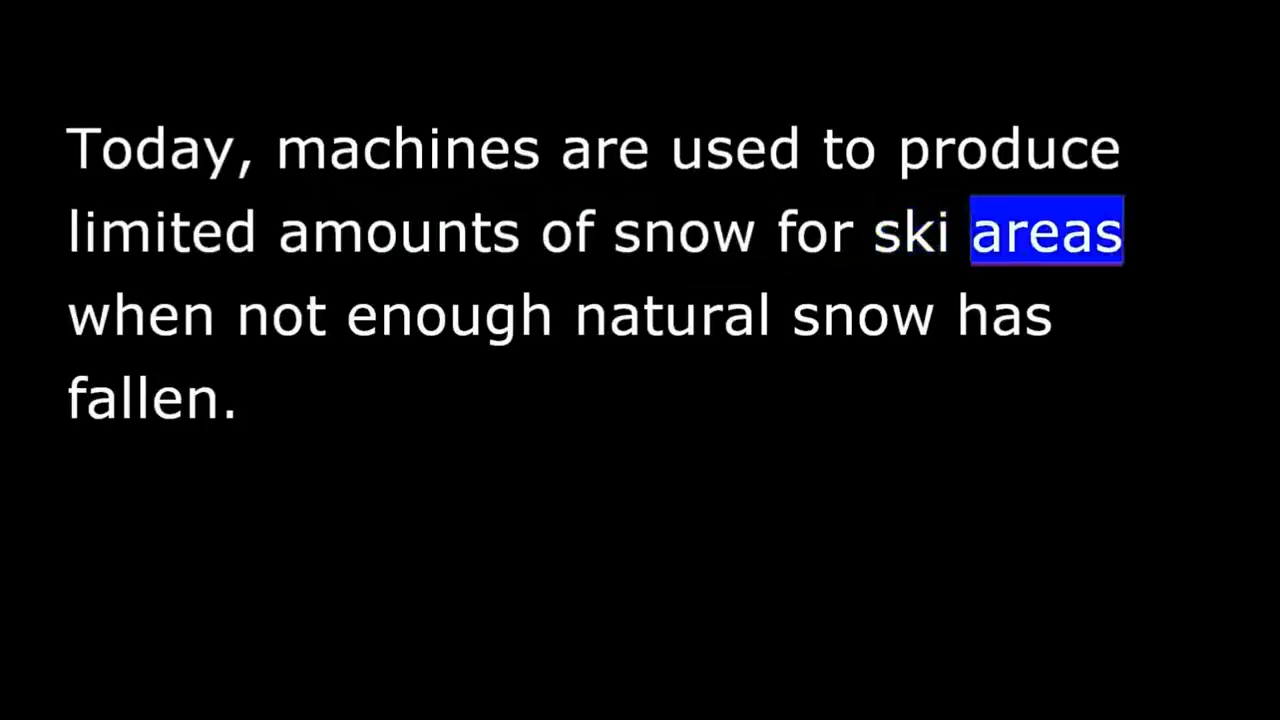 Today, machines are used to produce
limited amounts of snow for ski areas
when not enough natural snow has
fallen.